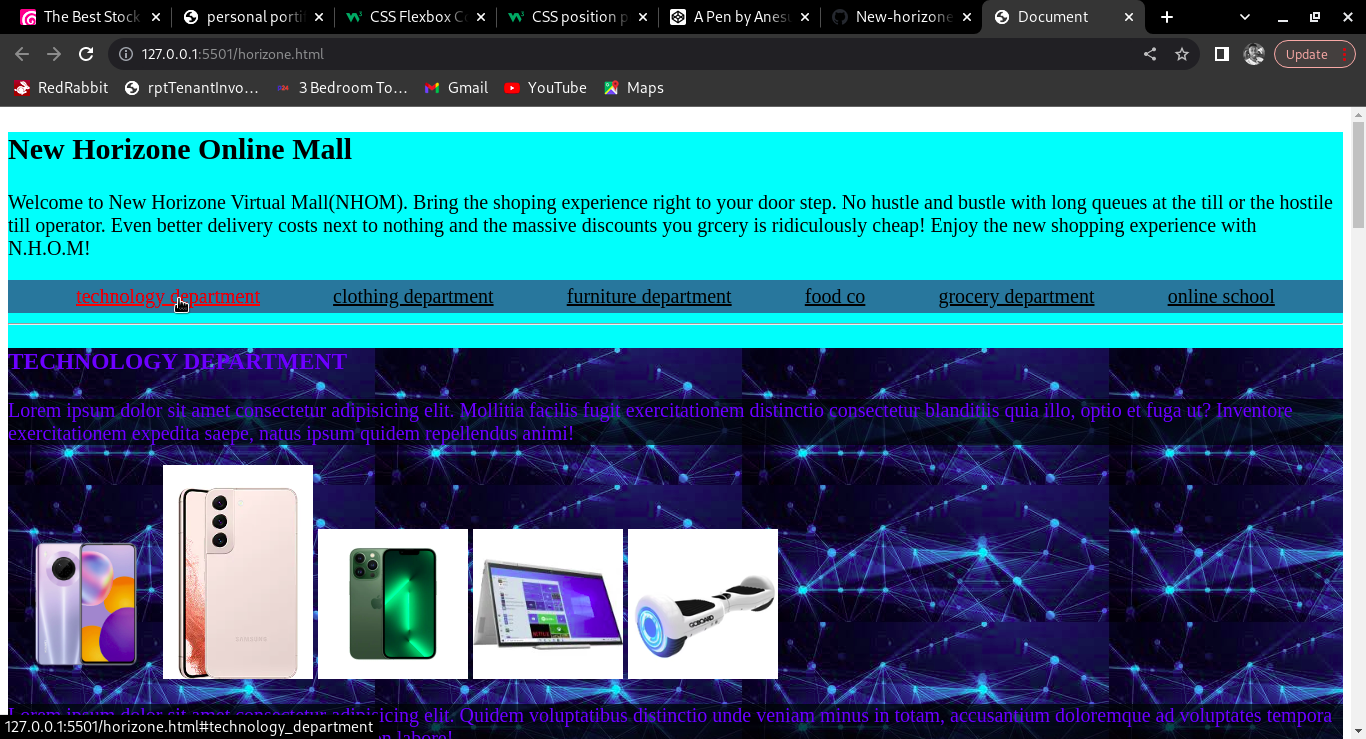 The Best Stock
personal porti
CSS Flexbox Co
CSS position p
A Pen by Anesu
New-horizone
Document
127.0.0.1:5501/horizone.html
Update
RedRabbit
rptTenantInvo...
3 Bedroom To...
Gmail
YouTube
Maps
New Horizone Online Mall
Welcome to New Horizone Virtual Mall(NHOM). Bring the shoping experience right to your door step. No hustle and bustle with long queues at the till or the hostile
till operator. Even better delivery costs next to nothing and the massive discounts you grcery is ridiculously cheap! Enjoy the new shopping experience with
N.H.O.M!
technology department
clothing department
furniture department
food co
grocery department
online school
TECHNOLOGY DEPARTMENT
Lorem ipsum dolor sit amet consectetur adipisicing elit. Mollitia facilis fugit exercitationem distinctio consectetur blanditiis quia illo, optio et fuga ut? Inventore
exercitationem expedita saepe, natus ipsum quidem repellendus animi!
SAMSUNG
GOBOARD
Lorem ipsum dolor sit amet consectetur adipisicing elit. Quidem voluptatibus distinctio unde veniam minus in totam, accusantium doloremque ad voluptates tempora
labore!
127.0.0.1:5501/horizone.html#technology_department